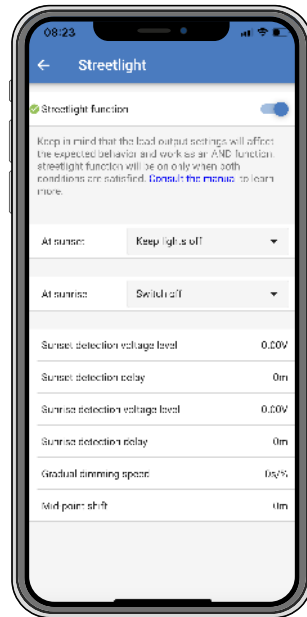 08:23
Streetlight
Streetlight function
Keep in mind that the load output settings will affect
the expected behavior and work as an AND function:
streetlight function will be on only when both
conditions are satisfied. Consult the manual to learn
more.
At sunset Keep lights off
At sunrise Switch off
Sunset detection voltage level 0.00V
Sunset detection delay 0m
Sunrise detection voltage level 0.00V
Sunrise detection delay 0m
Gradual dimming speed 0s/%
Mid point shift 0m